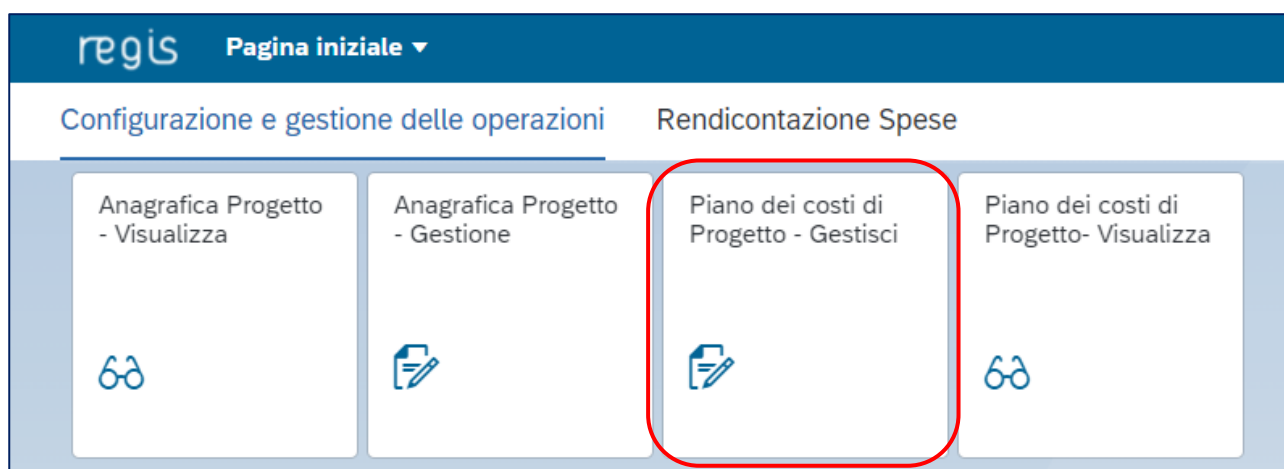 regis Pagina iniziale
Configurazione e gestione delle operazioni Rendicontazione Spese
Anagrafica Progetto
- Visualizza
Anagrafica Progetto
- Gestione
Piano dei costi di
Progetto - Gestisci
Piano dei costi di
Progetto- Visualizza